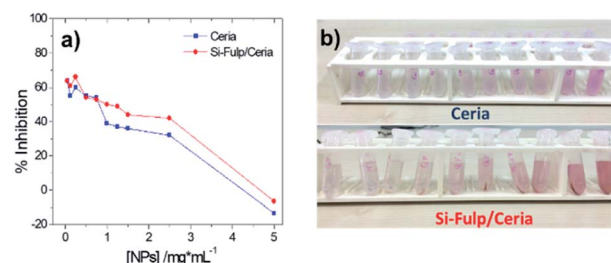 a)
Ceria
Si-Fulp/Ceria
% Inhibition
100
80
60
40
20
0
-20
0
1
2
3
4
5
[NPs] /mg*mL⁻¹
b)
Ceria
Si-Fulp/Ceria